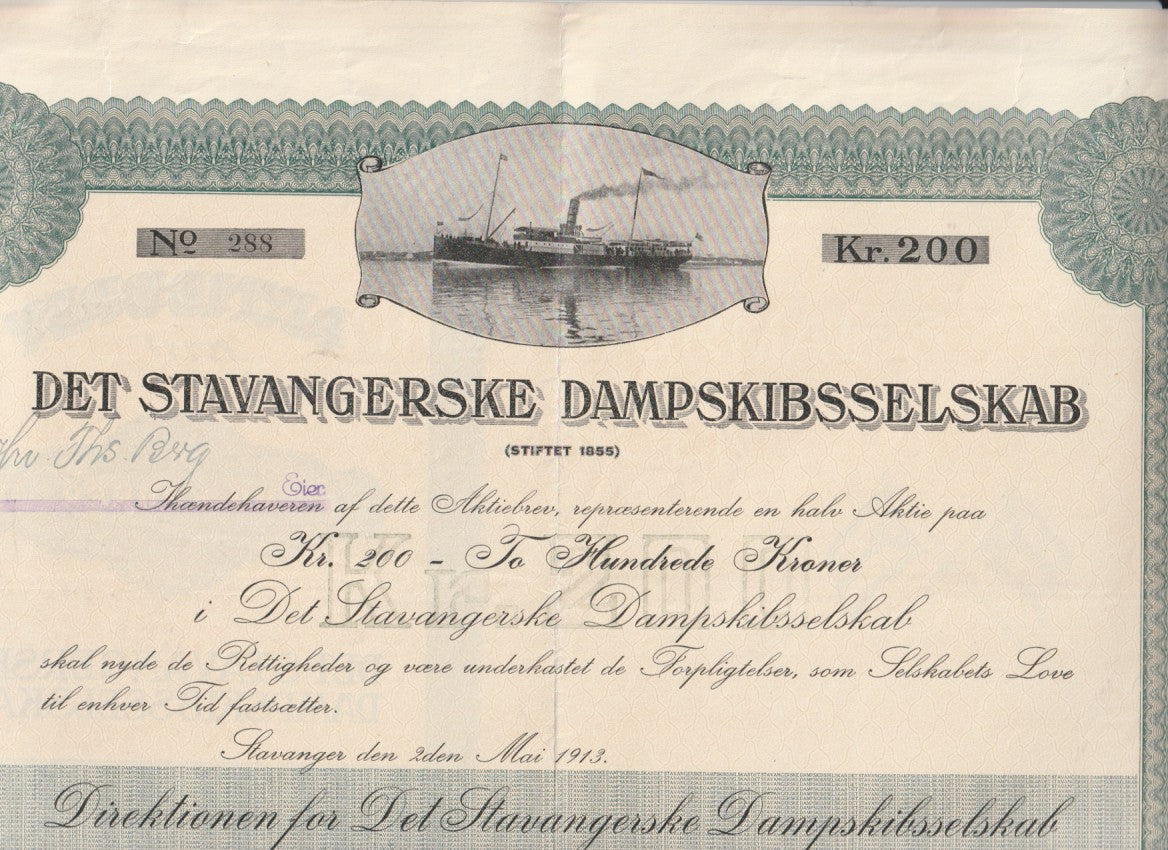 No 288
Kr. 200
DET STAVANGERSKE DAMPSKIBSSELSKAB
(STIFTET 1855)
Ths. Berg
Eier
Ihændehaveren af dette Aktiebrev, repræsenterende en halv Aktie paa
Kr. 200 - To Hundrede Kroner
i Det Stavangerske Dampskibsselskab
skal nyde de Rettigheder og være underkastet de Forpligtelser, som Selskabets Love
til enhver Tid fastsætter.
Stavanger den 2den Mai 1913.
Direktionen for Det Stavangerske Dampskibsselskab